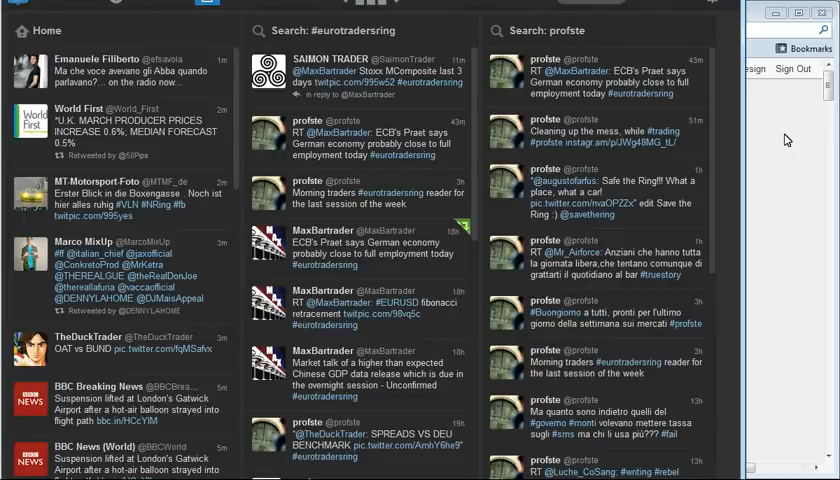 Home
Emanuele Filiberto @efsavoia 1m
Ma che voce avevano gli Abba quando
parlavano?... on the radio now...
World First @World_First 2m
*U.K. MARCH PRODUCER PRICES
INCREASE 0.6%; MEDIAN FORECAST
0.5%
Retweeted by @50Pips
MT-Motorsport-Foto @MTMF_de 2m
Erster Blick in die Boxengasse . Noch ist
hier alles ruhig #VLN #NRing #fb
twitpic.com/995yes
Marco MixUp @MarcoMixUp 3m
#ff @italian_chief @jaxofficial
@ConkretoProd @MrKetra
@THEREALGUE @theRealDonJoe
@thereallafuria @vaccaofficial
@DENNYLAHOME @DJMaisAppeal
Retweeted by @DENNYLAHOME
TheDuckTrader @TheDuckTrader 3m
OAT vs BUND pic.twitter.com/fqMSafvx
BBC Breaking News @BBCBrea... 5m
Suspension lifted at London's Gatwick
Airport after a hot-air balloon strayed into
flight path bbc.in/HCcYIM
BBC News (World) @BBCWorld 5m
Suspension lifted at London's Gatwick
Airport after a hot-air balloon strayed into
Search: #eurotradersring
SAIMON TRADER @SaimonTrader 11m
@MaxBartrader Stoxx MComposite last 3
days twitpic.com/995w52 #eurotradersring
in reply to @MaxBartrader
profste @profste 43m
RT @MaxBartrader: ECB's Praet says
German economy probably close to full
employment today #eurotradersring
profste @profste 3h
Morning traders #eurotradersring reader for
the last session of the week
MaxBartrader @MaxBartrader 18h
ECB's Praet says German economy
probably close to full employment today
#eurotradersring
MaxBartrader @MaxBartrader 18h
RT @MaxBartrader: #EURUSD fibonacci
retracement twitpic.com/98vq5c
#eurotradersring
MaxBartrader @MaxBartrader 18h
Market talk of a higher than expected
Chinese GDP data release which is due in
the overnight session - Unconfirmed
#eurotradersring
profste @profste 19h
"@TheDuckTrader: SPREADS VS DEU
BENCHMARK pic.twitter.com/AmhY6he9"
#eurotradersring
Search: profste
profste @profste 43m
RT @MaxBartrader: ECB's Praet says
German economy probably close to full
employment today #eurotradersring
profste @profste 51m
Cleaning up the mess, while #trading
#profste instagr.am/p/JWg48MG_tL/
profste @profste 1h
"@augustofarfus: Safe the Ring!!! What a
place, what a car!
pic.twitter.com/nvaOPZZx" edit Save the
Ring :) @savethering
profste @profste 1h
RT @Mr_Airforce: Anziani che hanno tutta
la giornata libera,che tentano comunque di
grattarti il quotidiano al bar #truestory
profste @profste 3h
#Buongiorno a tutti, pronti per l'ultimo
giorno della settimana sui mercati #profste
profste @profste 3h
Morning traders #eurotradersring reader for
the last session of the week
profste @profste 13h
Ma quanto sono indietro quelli del
#governo #monti volevano mettere tassa
sugli #sms ma chi li usa più??? #fail
profste @profste 13h
RT @Luche_CoSang: #writing #rebel
Bookmarks
esign Sign Out
BBC
NEWS
BBC
NEWS
World
First